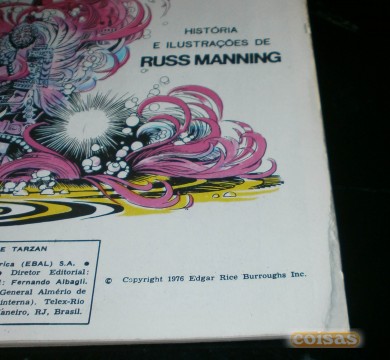 HISTÓRIA
E ILUSTRAÇÕES DE
RUSS MANNING
E TARZAN
rica (EBAL) S.A. ●
Diretor Editorial:
: Fernando Albagli.
General Almério de
interna). Telex-Rio
aneiro, RJ, Brasil.
© Copyright 1976 Edgar Rice Burroughs Inc.
coisas